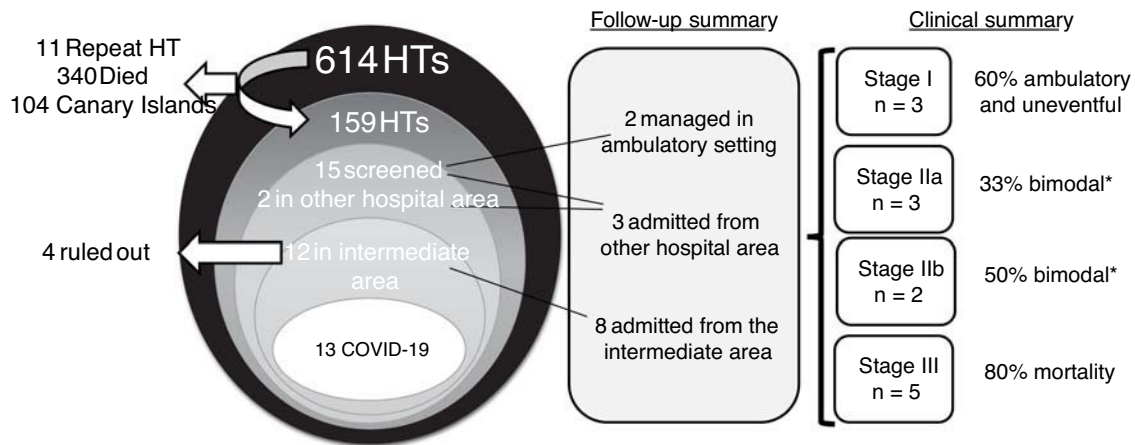 Follow-up summary
Clinical summary
11 Repeat HT
340 Died
104 Canary Islands
614 HTs
159 HTs
15 screened
2 in other hospital area
4 ruled out
12 in intermediate
area
13 COVID-19
2 managed in
ambulatory setting
3 admitted from
other hospital area
8 admitted from the
intermediate area
Stage I
n = 3
60% ambulatory
and uneventful
Stage IIa
n = 3
33% bimodal*
Stage IIb
n = 2
50% bimodal*
Stage III
n = 5
80% mortality